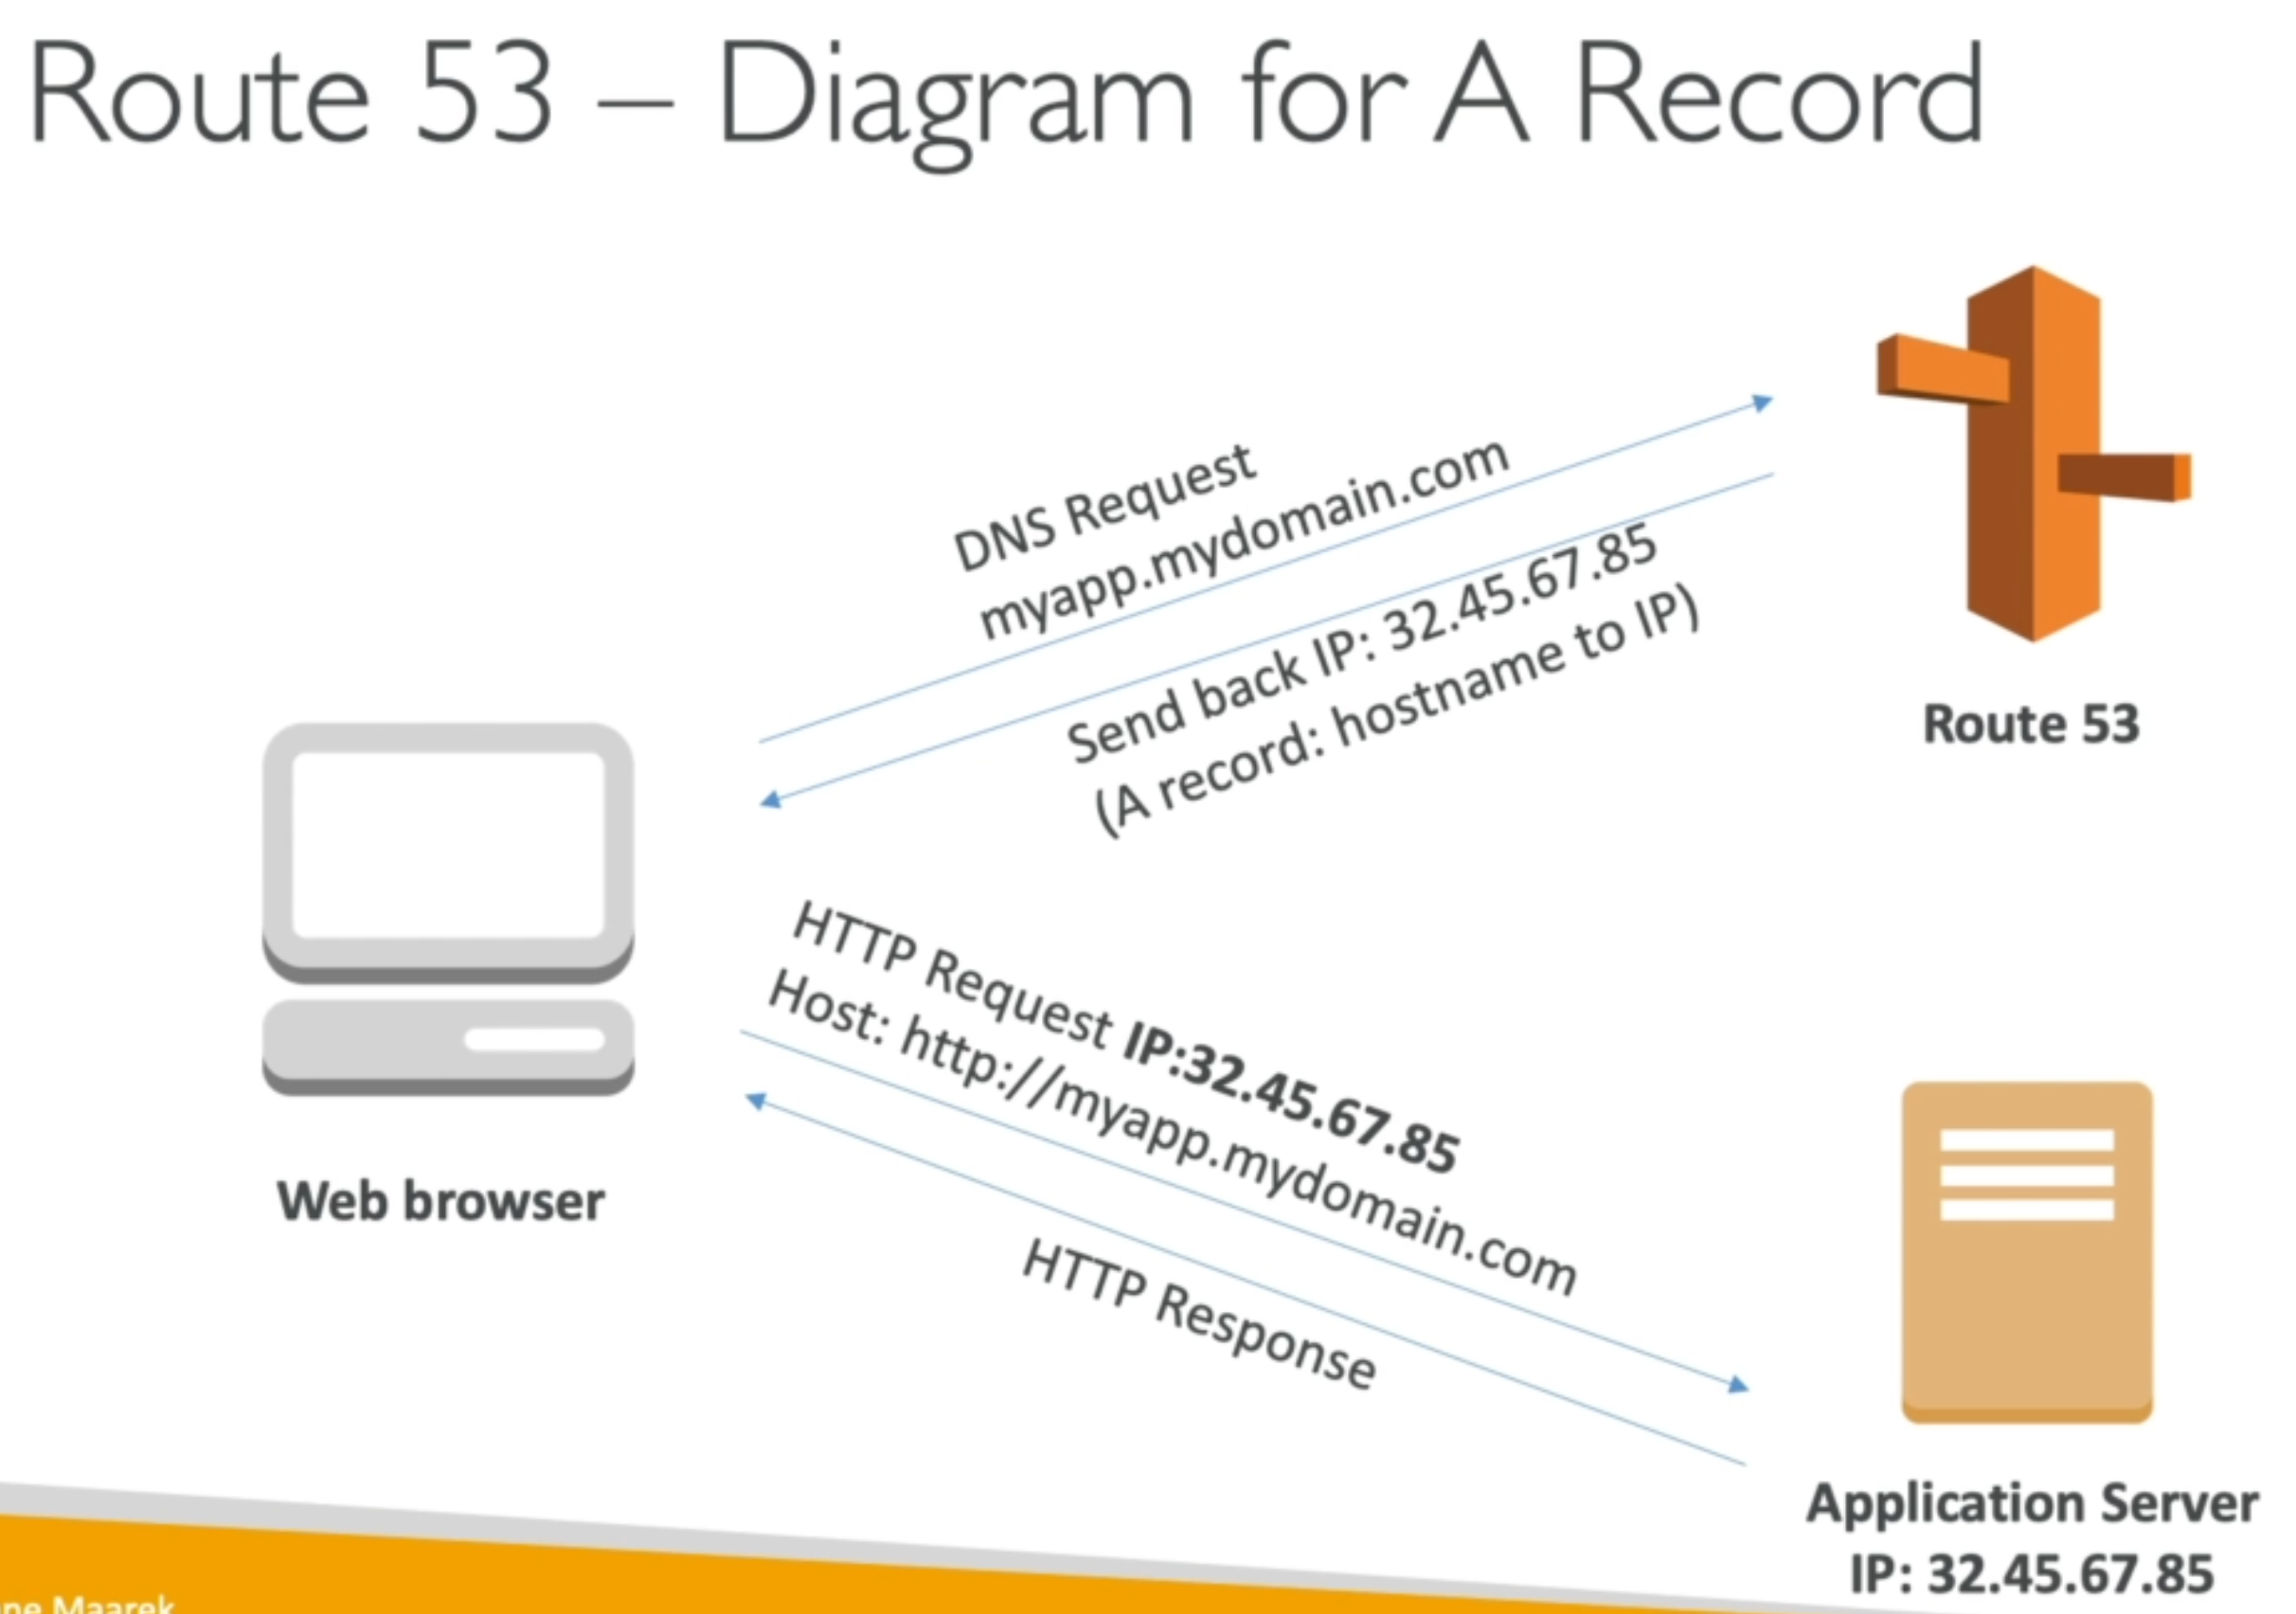 Route 53 – Diagram for A Record
DNS Request
myapp.mydomain.com
Send back IP: 32.45.67.85
(A record: hostname to IP)
Route 53
HTTP Request IP:32.45.67.85
Host: http://myapp.mydomain.com
HTTP Response
Web browser
Application Server
IP: 32.45.67.85
Maarek